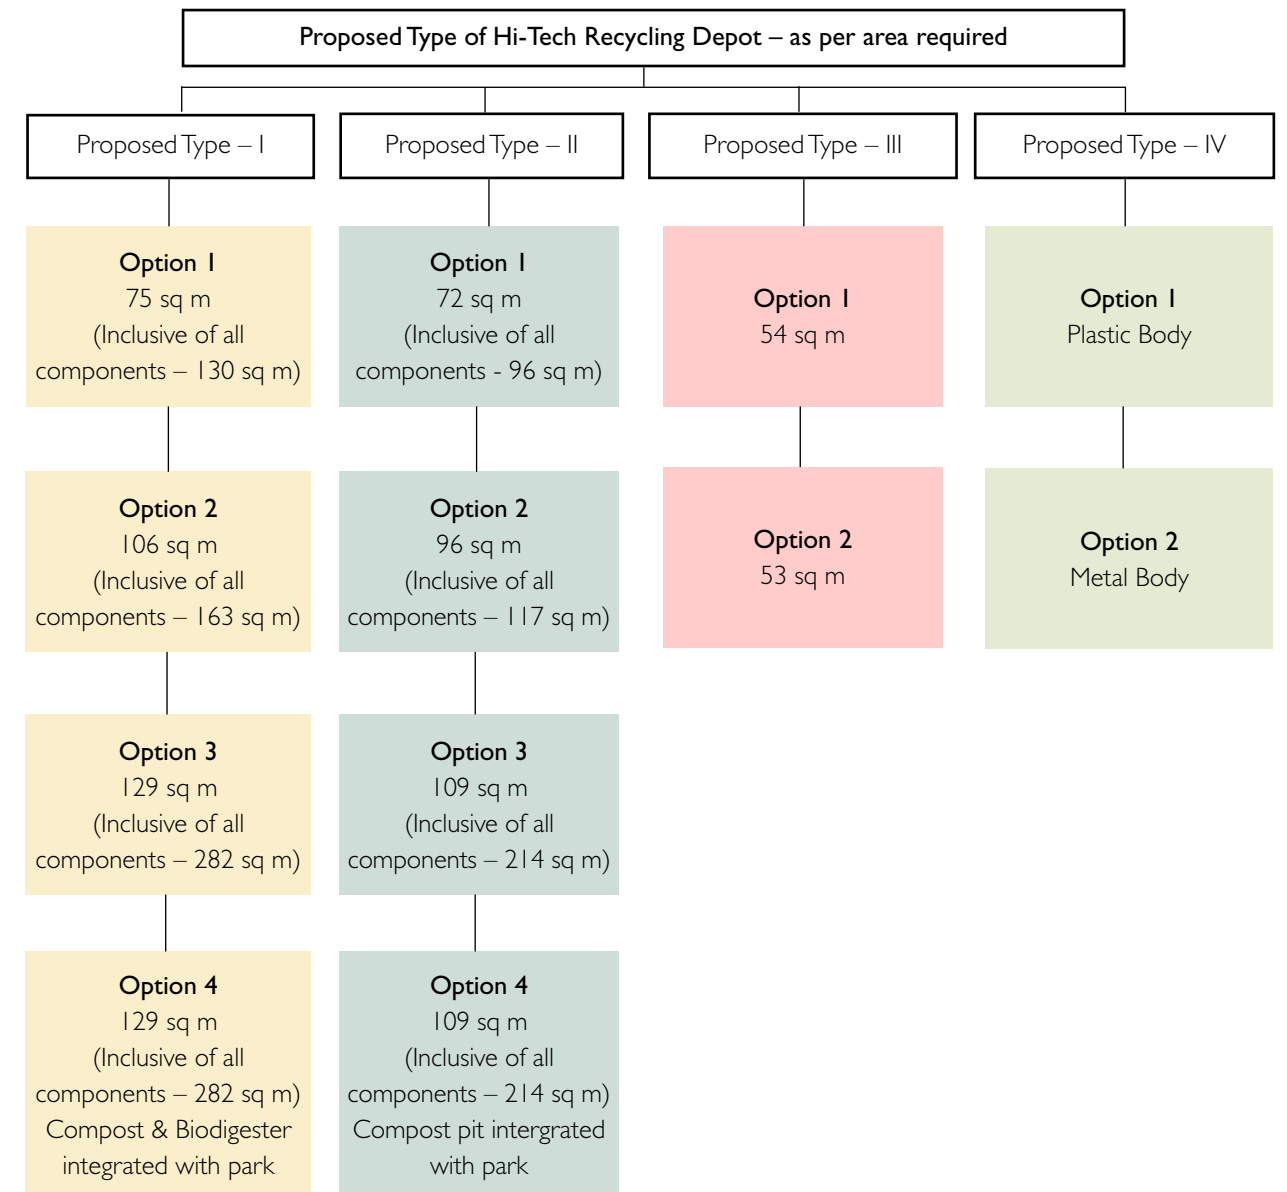 Proposed Type of Hi-Tech Recycling Depot – as per area required
Proposed Type – I
Proposed Type – II
Proposed Type – III
Proposed Type – IV
Option 1
75 sq m
(Inclusive of all
components – 130 sq m)
Option 2
106 sq m
(Inclusive of all
components – 163 sq m)
Option 3
129 sq m
(Inclusive of all
components – 282 sq m)
Option 4
129 sq m
(Inclusive of all
components – 282 sq m)
Compost & Biodigester
integrated with park
Option 1
72 sq m
(Inclusive of all
components - 96 sq m)
Option 2
96 sq m
(Inclusive of all
components – 117 sq m)
Option 3
109 sq m
(Inclusive of all
components – 214 sq m)
Option 4
109 sq m
(Inclusive of all
components – 214 sq m)
Compost pit intergrated
with park
Option 1
54 sq m
Option 2
53 sq m
Option 1
Plastic Body
Option 2
Metal Body